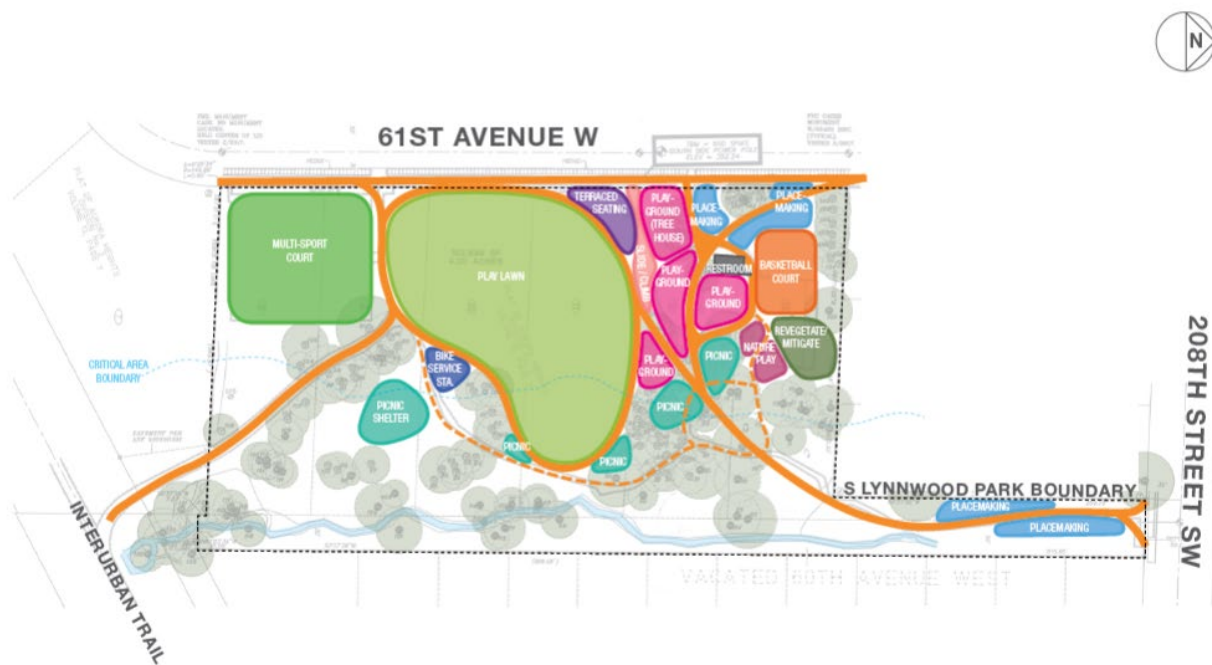 N
61ST AVENUE W
TERRACED
SEATING
PLAY-
GROUND
(TREE
HOUSE)
PLACE-
MAKING
PLACE
MAKING
MULTI-SPORT
COURT
PLAY LAWN
SLIDE / CLIMB
PLAY-
GROUND
RESTROOM
PLAY-
GROUND
BASKETBALL
COURT
REVEGETATE/
MITIGATE
NATURE
PLAY
PICNIC
PLAY-
GROUND
BIKE
SERVICE
STA.
CRITICAL AREA
BOUNDARY
PICNIC
SHELTER
PICNIC
PICNIC
PICNIC
208TH STREET SW
S LYNNWOOD PARK BOUNDARY
PLACEMAKING
PLACEMAKING
INTERURBAN TRAIL
VACATED 60TH AVENUE WEST